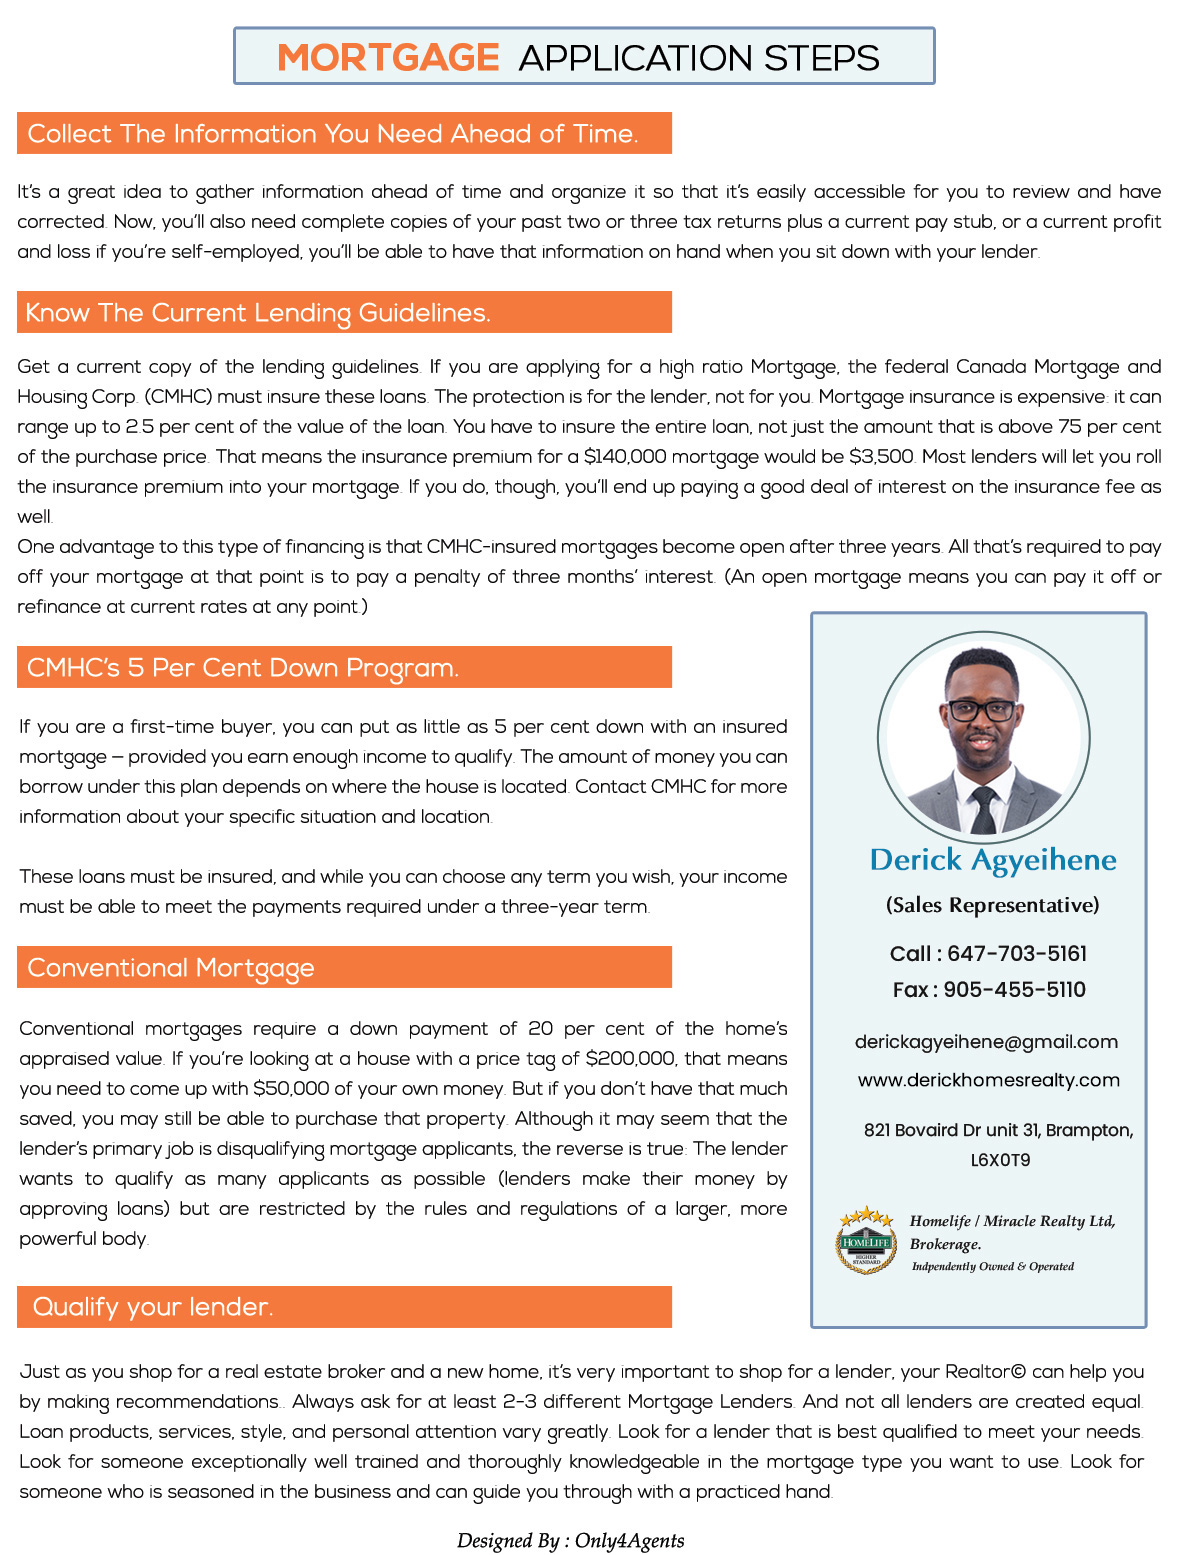 MORTGAGE APPLICATION STEPS
Collect The Information You Need Ahead of Time.
It's a great idea to gather information ahead of time and organize it so that it's easily accessible for you to review and have
corrected. Now, you'll also need complete copies of your past two or three tax returns plus a current pay stub, or a current profit
and loss if you're self-employed, you'll be able to have that information on hand when you sit down with your lender.
Know The Current Lending Guidelines.
Get a current copy of the lending guidelines. If you are applying for a high ratio Mortgage, the federal Canada Mortgage and
Housing Corp. (CMHC) must insure these loans. The protection is for the lender, not for you. Mortgage insurance is expensive: it can
range up to 2.5 per cent of the value of the loan. You have to insure the entire loan, not just the amount that is above 75 per cent
of the purchase price. That means the insurance premium for a $140,000 mortgage would be $3,500. Most lenders will let you roll
the insurance premium into your mortgage. If you do, though, you'll end up paying a good deal of interest on the insurance fee as
well.
One advantage to this type of financing is that CMHC-insured mortgages become open after three years. All that's required to pay
off your mortgage at that point is to pay a penalty of three months' interest. (An open mortgage means you can pay it off or
refinance at current rates at any point.)
CMHC's 5 Per Cent Down Program.
If you are a first-time buyer, you can put as little as 5 per cent down with an insured
mortgage — provided you earn enough income to qualify. The amount of money you can
borrow under this plan depends on where the house is located. Contact CMHC for more
information about your specific situation and location.
These loans must be insured, and while you can choose any term you wish, your income
must be able to meet the payments required under a three-year term.
Conventional Mortgage
Conventional mortgages require a down payment of 20 per cent of the home's
appraised value. If you're looking at a house with a price tag of $200,000, that means
you need to come up with $50,000 of your own money. But if you don't have that much
saved, you may still be able to purchase that property. Although it may seem that the
lender's primary job is disqualifying mortgage applicants, the reverse is true: The lender
wants to qualify as many applicants as possible (lenders make their money by
approving loans) but are restricted by the rules and regulations of a larger, more
powerful body.
Derick Agyeihene
(Sales Representative)
Call : 647-703-5161
Fax : 905-455-5110
derickagyeihene@gmail.com
www.derickhomesrealty.com
821 Bovaird Dr unit 31, Brampton,
L6X0T9
HOMELIFE
HIGHER
STANDARD
Homelife / Miracle Realty Ltd,
Brokerage.
Indpendently Owned & Operated
Qualify your lender.
Just as you shop for a real estate broker and a new home, it's very important to shop for a lender, your Realtor© can help you
by making recommendations.. Always ask for at least 2-3 different Mortgage Lenders. And not all lenders are created equal.
Loan products, services, style, and personal attention vary greatly. Look for a lender that is best qualified to meet your needs.
Look for someone exceptionally well trained and thoroughly knowledgeable in the mortgage type you want to use. Look for
someone who is seasoned in the business and can guide you through with a practiced hand.
Designed By : Only4Agents